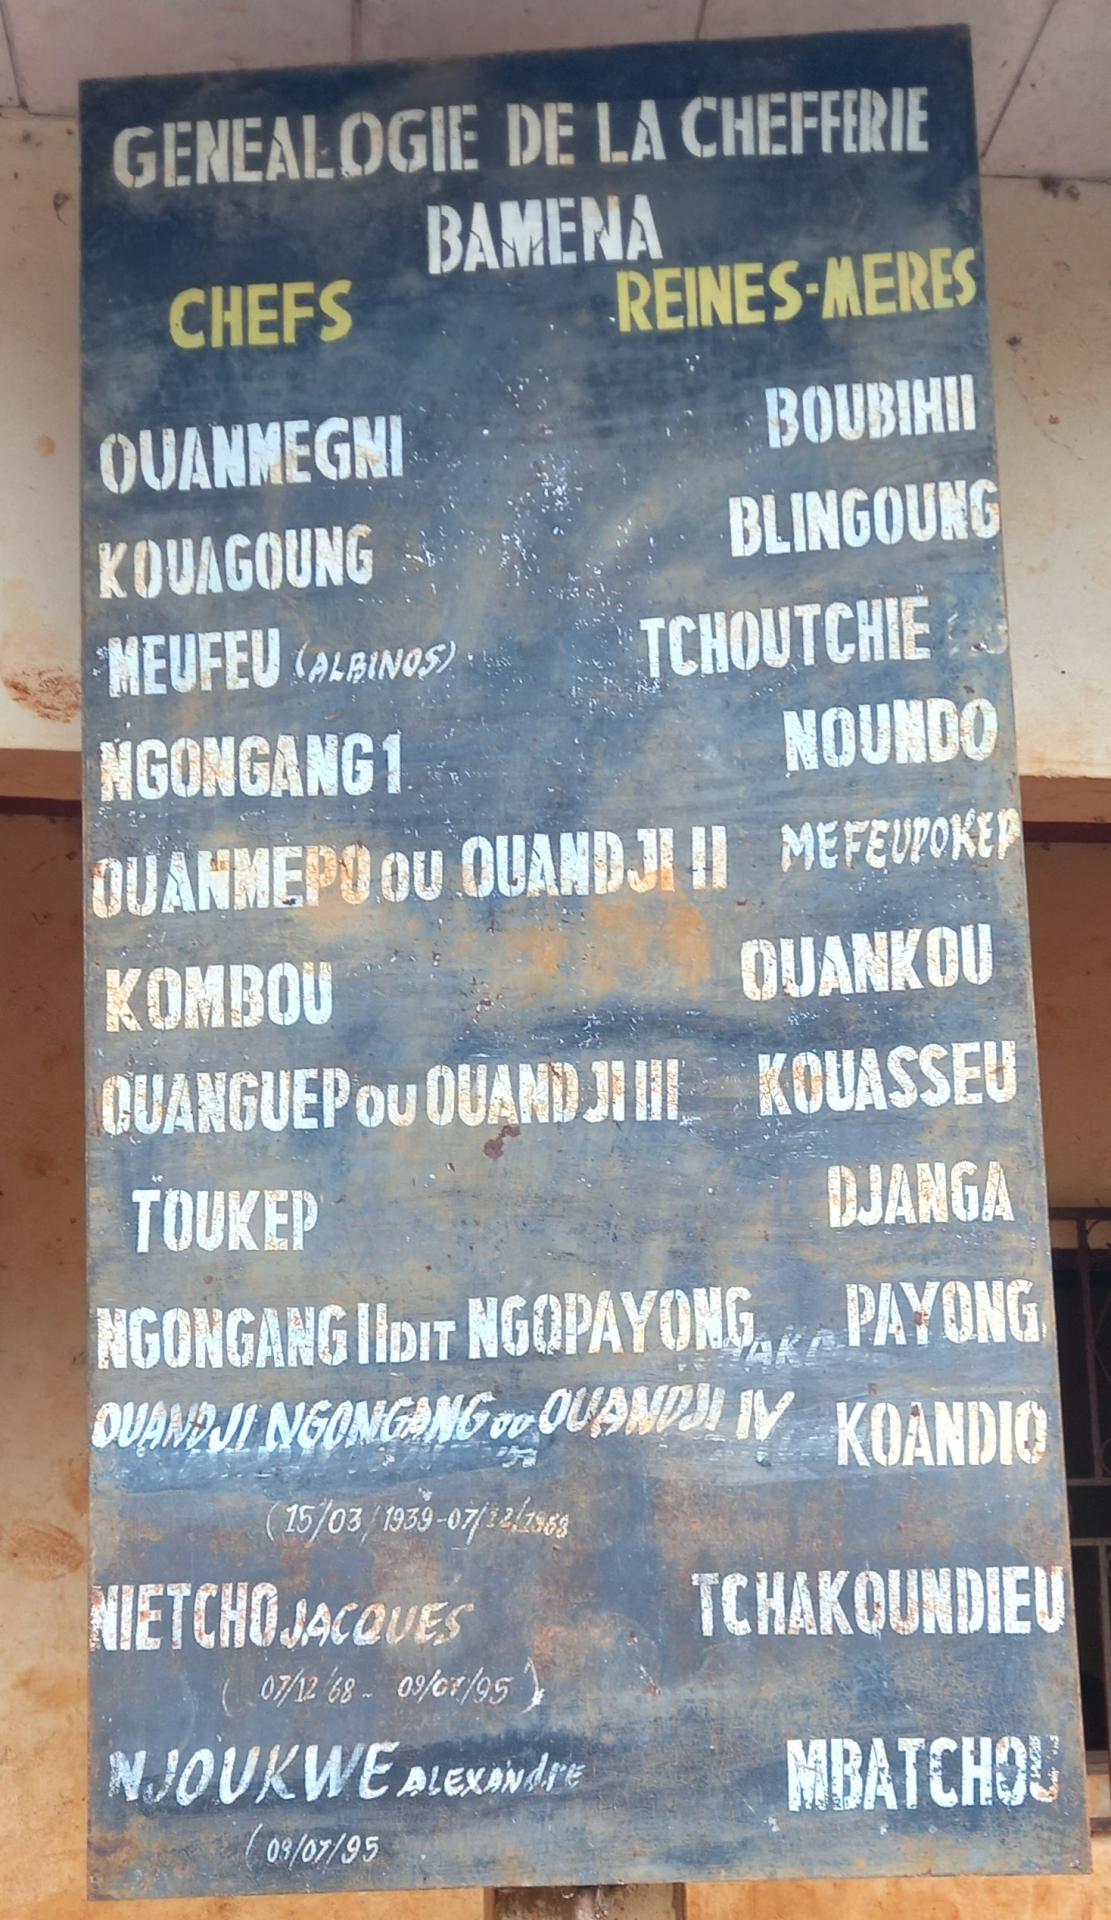 GENEALOGIE DE LA CHEFFERIE
BAMENA
CHEFS REINES-MERES
OUANMEGNI BOUBIHII
KOUAGOUNG BLINGOUNG
MEUFEU (ALBINOS) TCHOUTCHIE
NGONGANG 1 NOUNDO
OUANMEPO OU OUANDJI II MEFEUPOKEP
KOMBOU OUANKOU
OUANGUEP OU OUANDJI III KOUASSEU
TOUKEP DJANGA
NGONGANG II DIT NGOPAYONG PAYONG
OUANDJI NGONGANG ou OUANDJI IV KOANDIO
(15/03/1939-07/12/1968
NIETCHO JACQUES TCHAKOUNDIEU
( 07/12/68 - 09/07/95 )
NJOUKWE ALEXANdrE MBATCHOU
(09/07/95